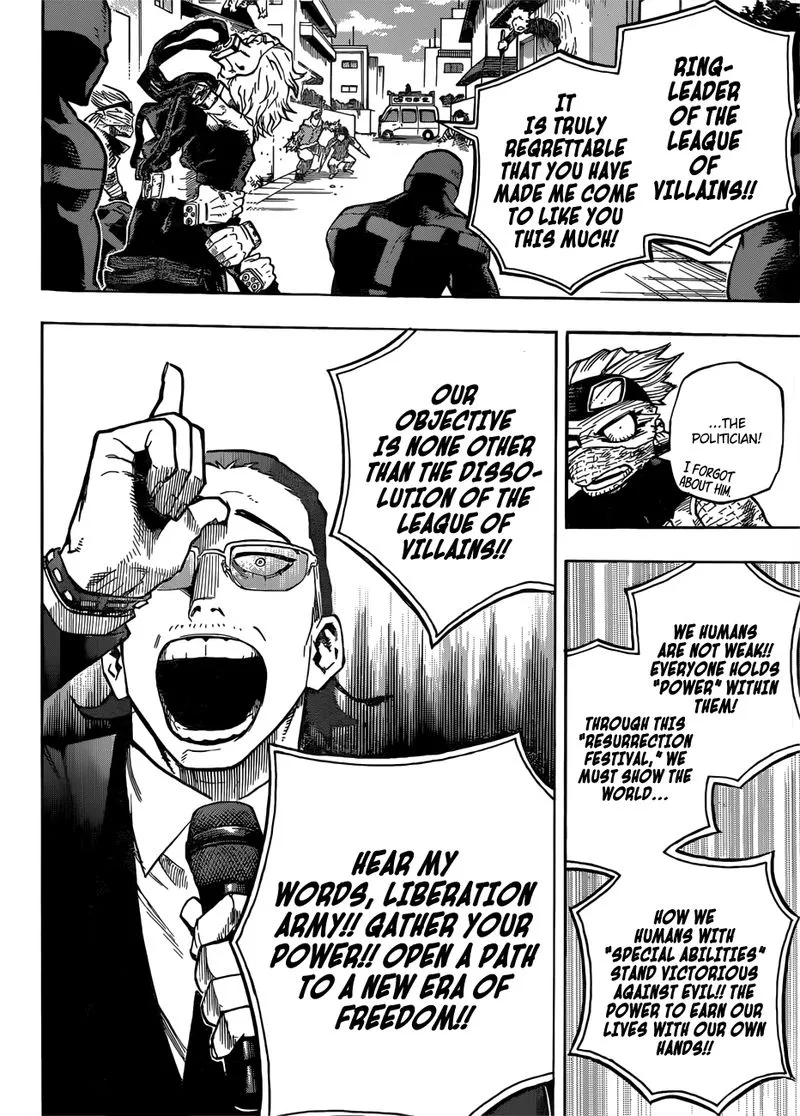 RING-
LEADER
OF THE
LEAGUE
OF
VILLAINS!!
IT
IS TRULY
REGRETTABLE
THAT YOU HAVE
MADE ME COME
TO LIKE YOU
THIS MUCH!
...THE
POLITICIAN!
I FORGOT
ABOUT HIM.
OUR
OBJECTIVE
IS NONE OTHER
THAN THE DISSO-
LUTION OF THE
LEAGUE OF
VILLAINS!!
WE HUMANS
ARE NOT WEAK!!
EVERYONE HOLDS
"POWER" WITHIN
THEM!
THROUGH THIS
"RESURRECTION
FESTIVAL," WE
MUST SHOW THE
WORLD...
HOW WE
HUMANS WITH
"SPECIAL ABILITIES"
STAND VICTORIOUS
AGAINST EVIL!! THE
POWER TO EARN OUR
LIVES WITH OUR OWN
HANDS!!
HEAR MY
WORDS, LIBERATION
ARMY!! GATHER YOUR
POWER!! OPEN A PATH
TO A NEW ERA OF
FREEDOM!!